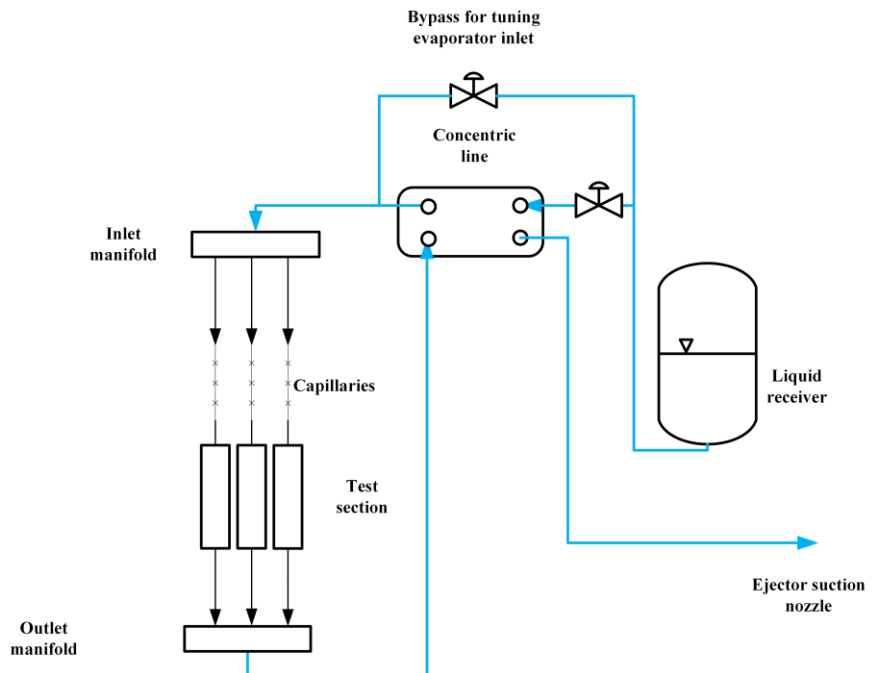 Bypass for tuning
evaporator inlet
Concentric
line
Inlet
manifold
Capillaries
Liquid
receiver
Test
section
Ejector suction
nozzle
Outlet
manifold